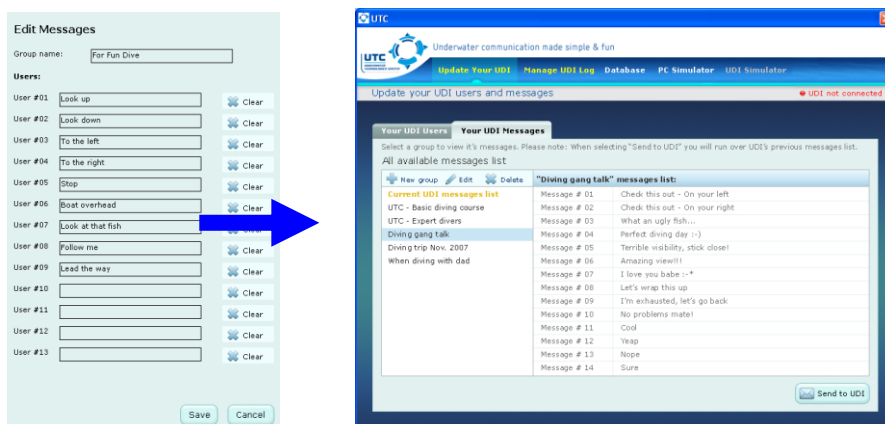 Edit Messages
Group name: For Fun Dive
Users:
User #01 Look up Clear
User #02 Look down Clear
User #03 To the left Clear
User #04 To the right Clear
User #05 Stop Clear
User #06 Boat overhead Clear
User #07 Look at that fish
User #08 Follow me Clear
User #09 Lead the way Clear
User #10 Clear
User #11 Clear
User #12 Clear
User #13 Clear
Save Cancel
UTC
UTC
Underwater communication made simple & fun
Update Your UDI Manage UDI Log Database PC Simulator UDI Simulator
Update your UDI users and messages
UDI not connected
Your UDI Users Your UDI Messages
Select a group to view it's messages. Please note: When selecting "Send to UDI" you will run over UDI's previous messages list.
All available messages list
New group Edit Delete
Current UDI messages list
UTC - Basic diving course
UTC - Expert divers
Diving gang talk
Diving trip Nov. 2007
When diving with dad
"Diving gang talk" messages list:
Message # 01 Check this out - On your left
Message # 02 Check this out - On your right
Message # 03 What an ugly fish...
Message # 04 Perfect diving day :-)
Message # 05 Terrible visibility, stick close!
Message # 06 Amazing view!!!
Message # 07 I love you babe :-*
Message # 08 Let's wrap this up
Message # 09 I'm exhausted, let's go back
Message # 10 No problems mate!
Message # 11 Cool
Message # 12 Yeap
Message # 13 Nope
Message # 14 Sure
Send to UDI